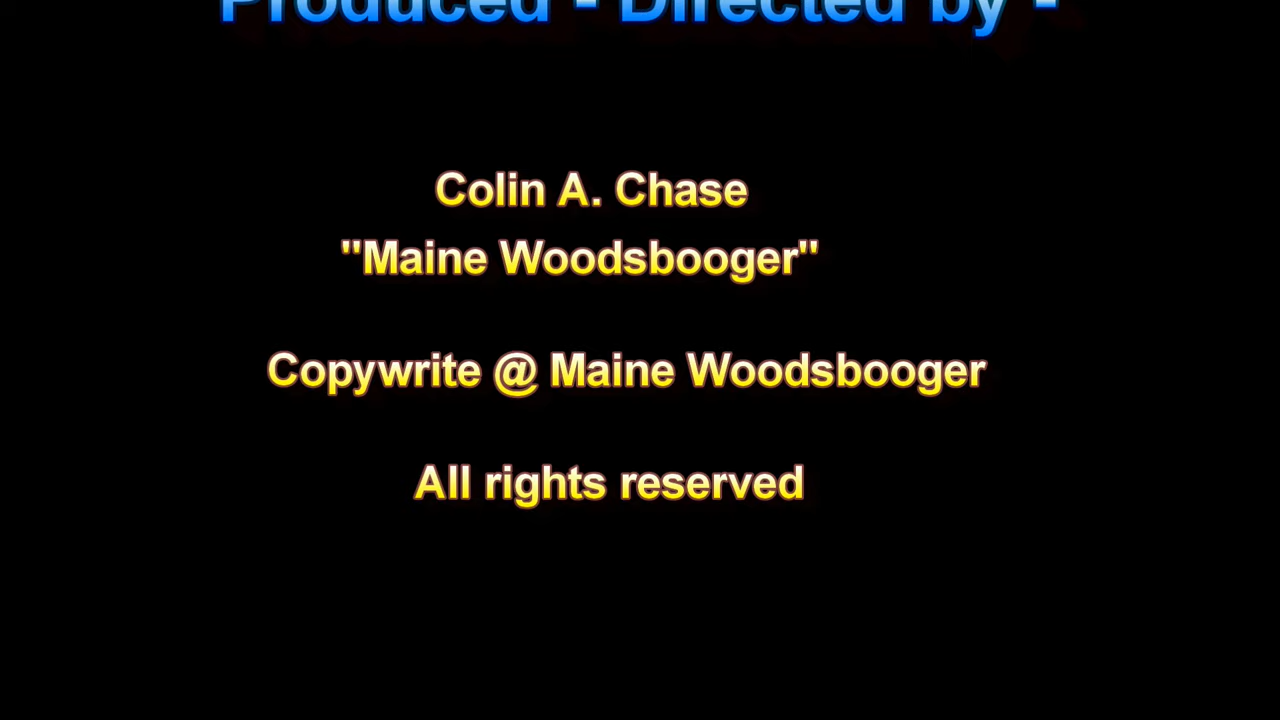 Produced - Directed by -
Colin A. Chase
"Maine Woodsbooger"
Copywrite @ Maine Woodsbooger
All rights reserved